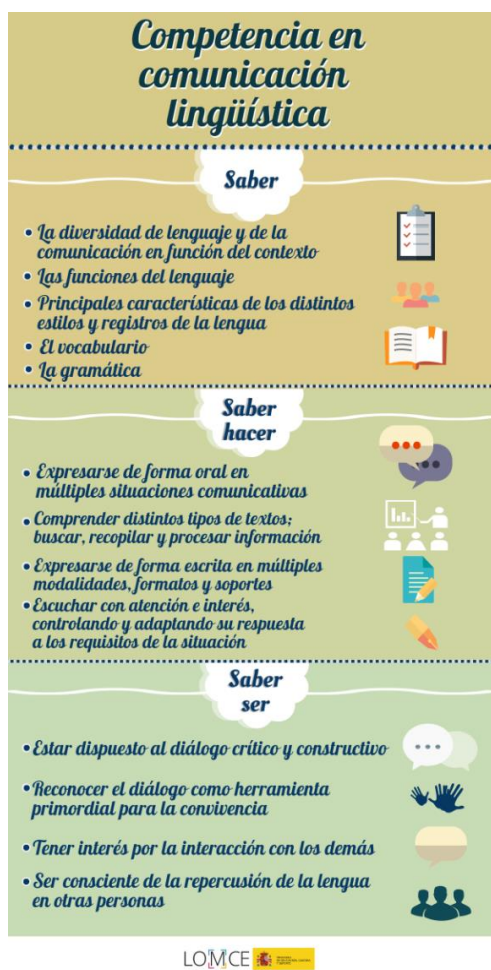 Competencia en
comunicación
lingüística
Saber
• La diversidad de lenguaje y de la
comunicación en función del contexto
• Las funciones del lenguaje
• Principales características de los distintos
estilos y registros de la lengua
• El vocabulario
• La gramática
Saber
hacer
• Expresarse de forma oral en
múltiples situaciones comunicativas
• Comprender distintos tipos de textos;
buscar, recopilar y procesar información
• Expresarse de forma escrita en múltiples
modalidades, formatos y soportes
• Escuchar con atención e interés,
controlando y adaptando su respuesta
a los requisitos de la situación
Saber
ser
• Estar dispuesto al diálogo crítico y constructivo
• Reconocer el diálogo como herramienta
primordial para la convivencia
• Tener interés por la interacción con los demás
• Ser consciente de la repercusión de la lengua
en otras personas
LOMCE